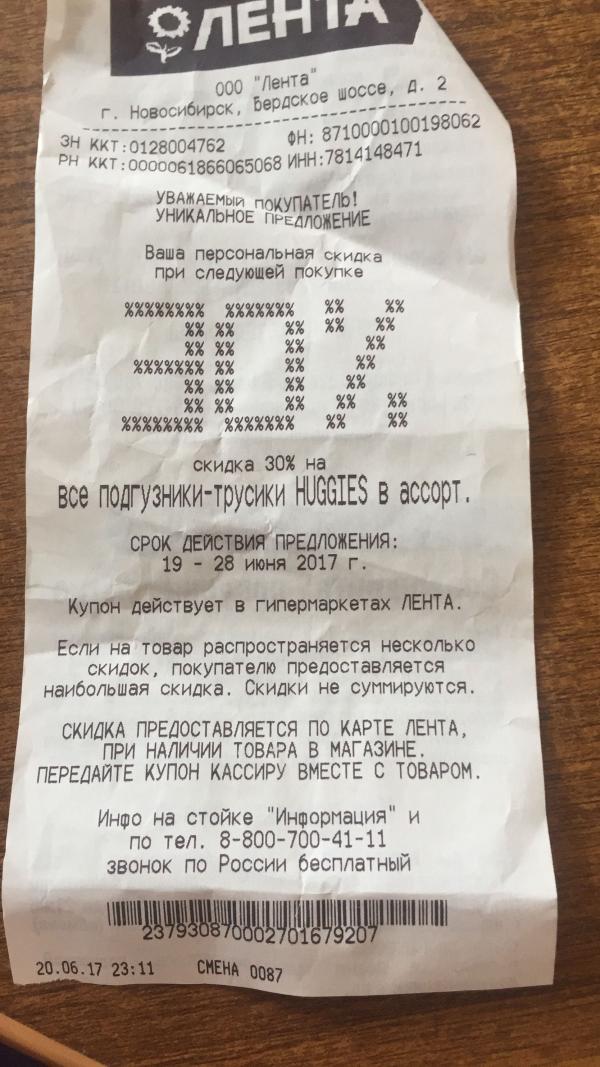 ЛЕНТА
ООО "Лента"
г. Новосибирск, Бердское шоссе, д. 2
ЗН ККТ:0128004762 ФН: 8710000100198062
РН ККТ:0000061866065068 ИНН:7814148471
УВАЖАЕМЫЙ ПОКУПАТЕЛЬ!
УНИКАЛЬНОЕ ПРЕДЛОЖЕНИЕ
Ваша персональная скидка
при следующей покупке
30%
скидка 30% на
все подгузники-трусики HUGGIES в ассорт.
СРОК ДЕЙСТВИЯ ПРЕДЛОЖЕНИЯ:
19 - 28 июня 2017 г.
Купон действует в гипермаркетах ЛЕНТА.
Если на товар распространяется несколько
скидок, покупателю предоставляется
наибольшая скидка. Скидки не суммируются.
СКИДКА ПРЕДОСТАВЛЯЕТСЯ ПО КАРТЕ ЛЕНТА,
ПРИ НАЛИЧИИ ТОВАРА В МАГАЗИНЕ.
ПЕРЕДАЙТЕ КУПОН КАССИРУ ВМЕСТЕ С ТОВАРОМ.
Инфо на стойке "Информация" и
по тел. 8-800-700-41-11
звонок по России бесплатный
237930870002701679207
20.06.17 23:11 СМЕНА 0087